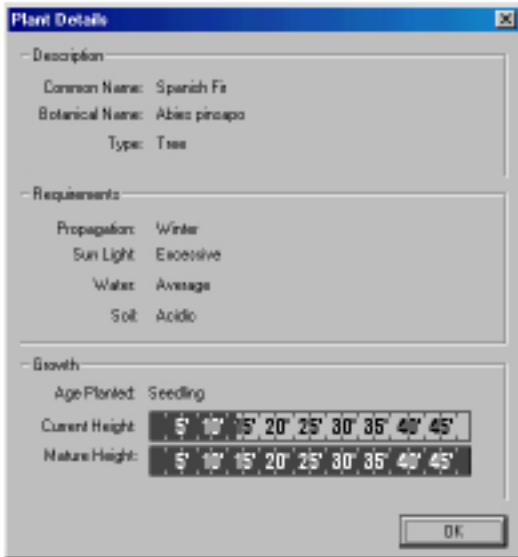 Plant Details
Description
Common Name: Spanish Fir
Botanical Name: Abies pinsapo
Type: Tree
Requirements
Propagation: Winter
Sun Light: Excessive
Water: Average
Soil: Acidic
Growth
Age Planted: Seedling
Current Height: 5' 10' 15' 20' 25' 30' 35' 40' 45'
Mature Height: 5' 10' 15' 20' 25' 30' 35' 40' 45'
OK